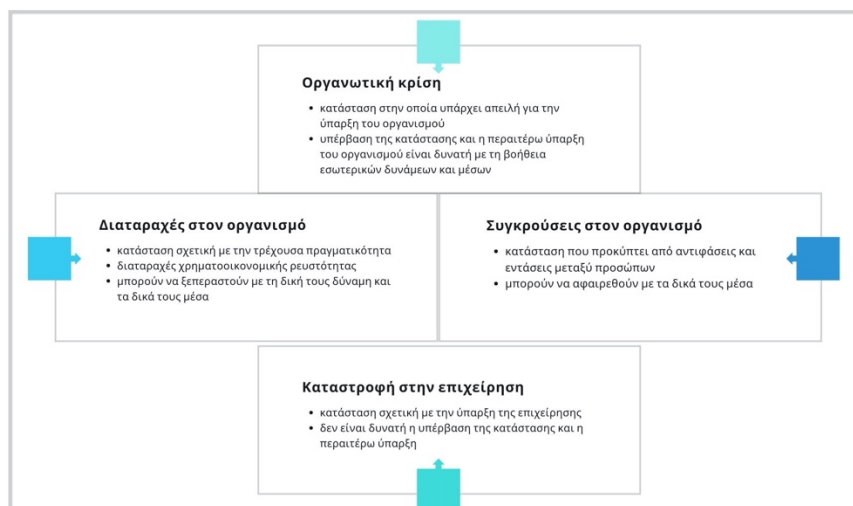 Οργανωτική κρίση
• κατάσταση στην οποία υπάρχει απειλή για την
ύπαρξη του οργανισμού
• υπέρβαση της κατάστασης και η περαιτέρω ύπαρξη
του οργανισμού είναι δυνατή με τη βοήθεια
εσωτερικών δυνάμεων και μέσων
Διαταραχές στον οργανισμό
• κατάσταση σχετική με την τρέχουσα πραγματικότητα
• διαταραχές χρηματοοικονομικής ρευστότητας
• μπορούν να ξεπεραστούν με τη δική τους δύναμη και
τα δικά τους μέσα
Συγκρούσεις στον οργανισμό
• κατάσταση που προκύπτει από αντιφάσεις και
εντάσεις μεταξύ προσώπων
• μπορούν να αφαιρεθούν με τα δικά τους μέσα
Καταστροφή στην επιχείρηση
• κατάσταση σχετική με την ύπαρξη της επιχείρησης
• δεν είναι δυνατή η υπέρβαση της κατάστασης και η
περαιτέρω ύπαρξη